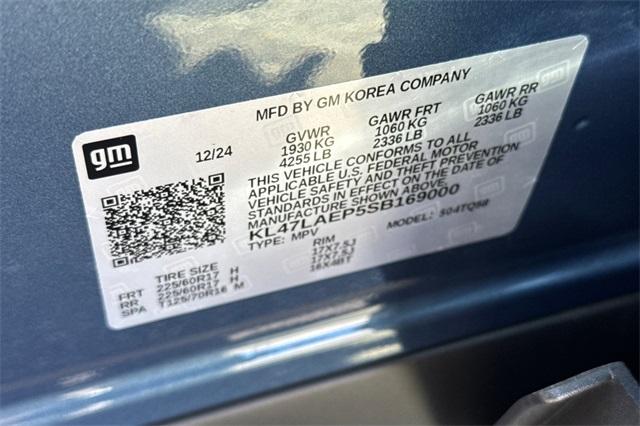 MFD BY GM KOREA COMPANY
gm
12/24
GVWR GAWR FRT GAWR RR
1930 KG 1060 KG 1060 KG
4255 LB 2336 LB 2336 LB
THIS VEHICLE CONFORMS TO ALL
APPLICABLE U.S. FEDERAL MOTOR
VEHICLE SAFETY AND THEFT PREVENTION
STANDARDS IN EFFECT ON THE DATE OF
MANUFACTURE SHOWN ABOVE.
KL47LAEP5SB169000
TYPE: MPV MODEL:
TIRE SIZE RIM
FRT 225/60R17 H 17X7.5J
RR 225/60R17 H 17X7.5J
SPA T125/70R16 M 16X4BT